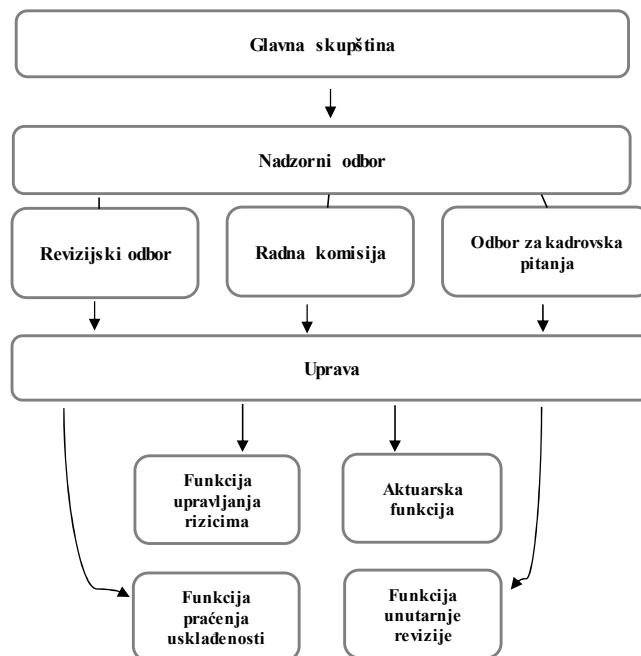 Glavna skupština
Nadzorni odbor
Revizijski odbor
Radna komisija
Odbor za kadrovska
pitanja
Uprava
Funkcija
upravljanja
rizicima
Aktuarska
funkcija
Funkcija
praćenja
usklađenosti
Funkcija
unutarnje
revizije